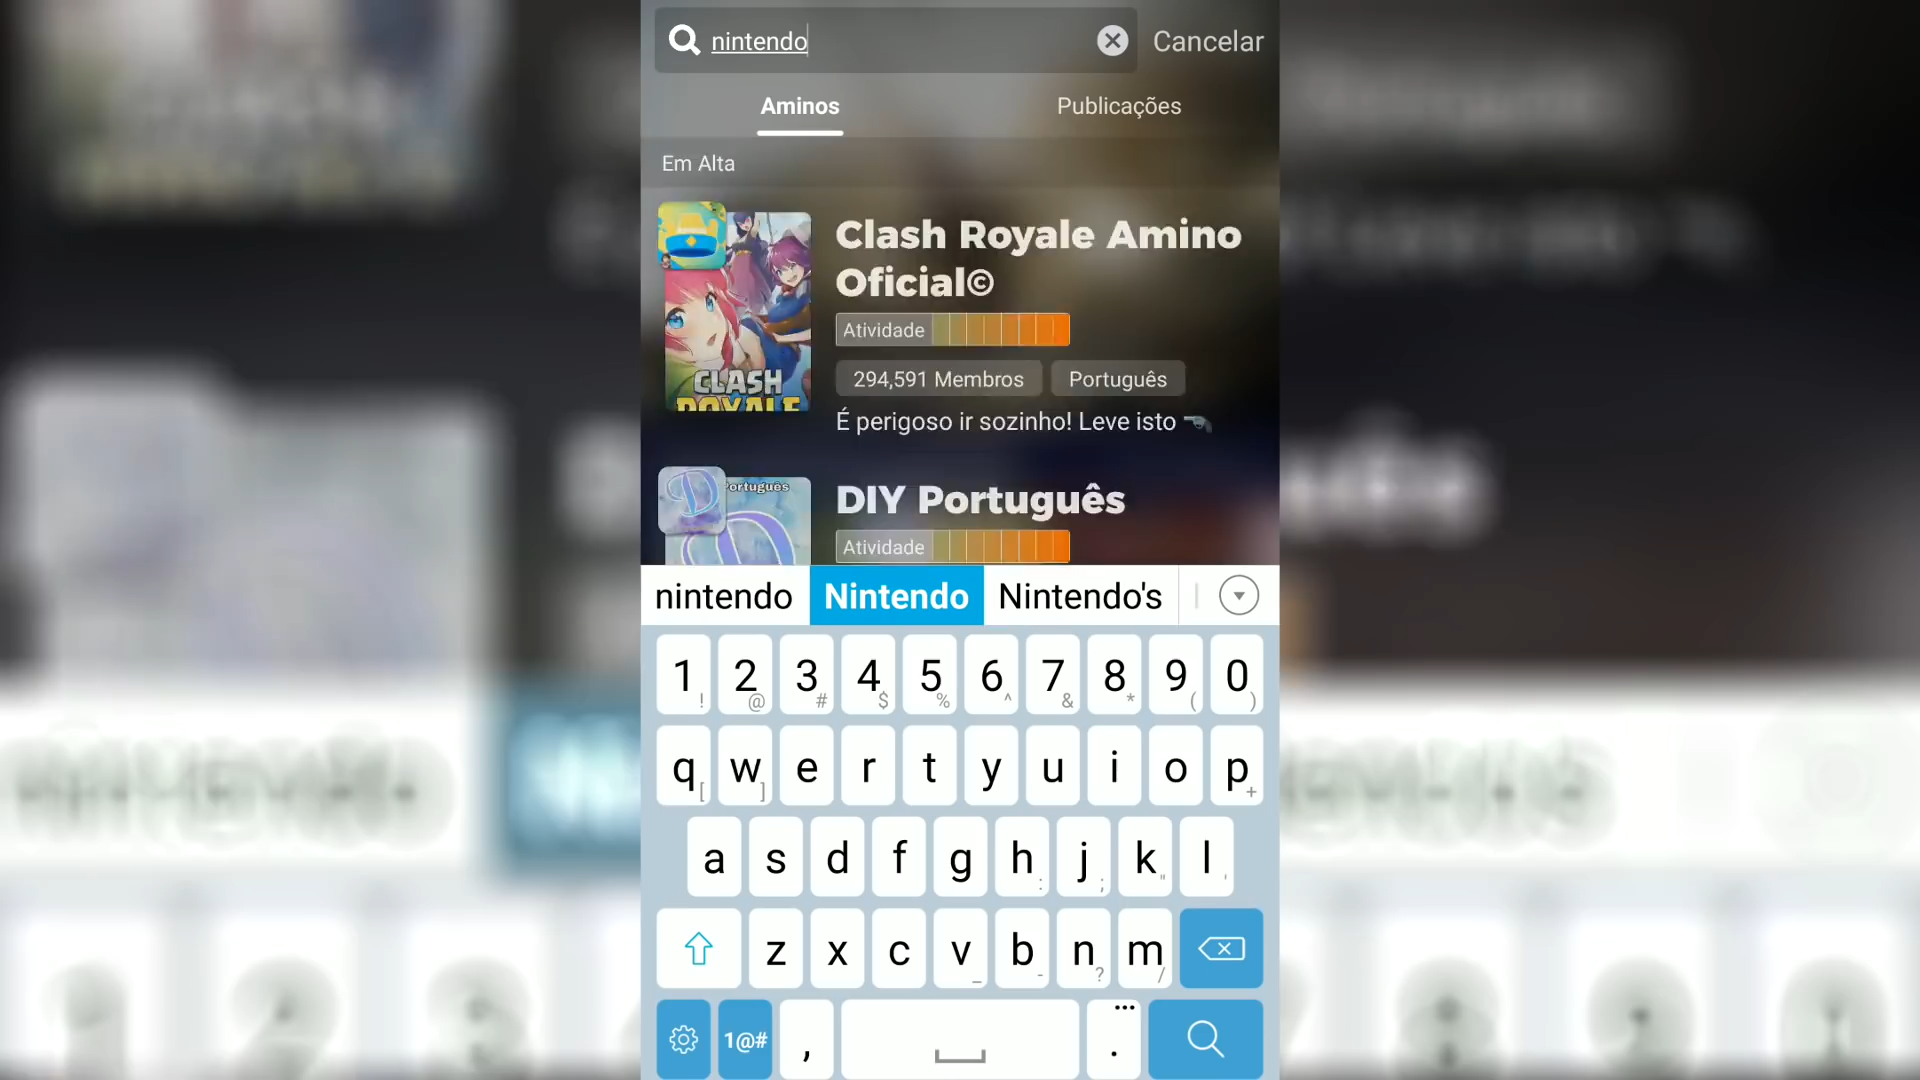 nintendo
Cancelar
Aminos
Publicações
Em Alta
Clash Royale Amino
Oficial©
Atividade
294,591 Membros
Português
É perigoso ir sozinho! Leve isto
CLASH
ROYALE
Português
D
DIY Português
Atividade
nintendo
Nintendo
Nintendo's
1 ! 2 @ 3 # 4 $ 5 % 6 ^ 7 & 8 * 9 ( 0 )
q [ w ] e r t y u i o p +
a s d f g h : j ; k " l '
z x c v _ b - n ? m /
1@# , . ...